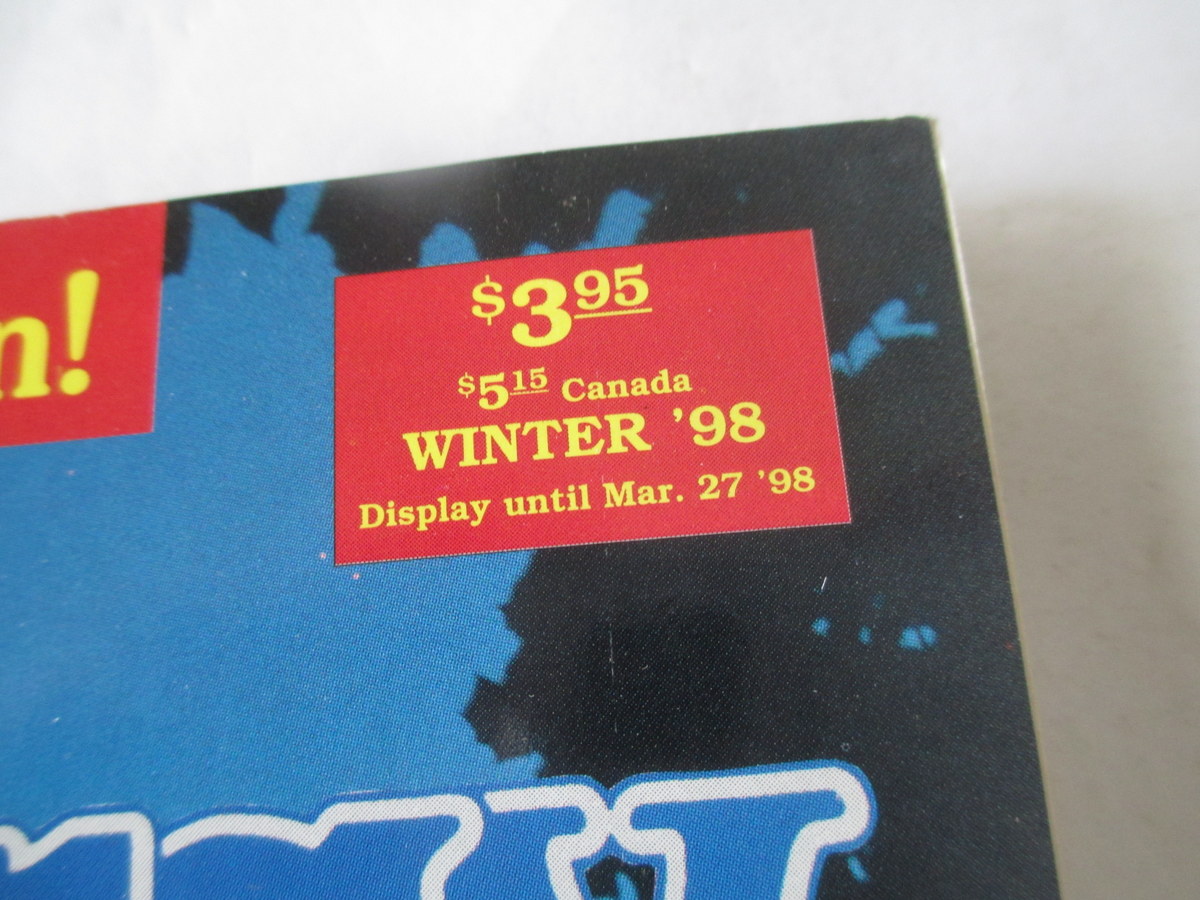 n!
$3.95
$5.15 Canada
WINTER '98
Display until Mar. 27 '98